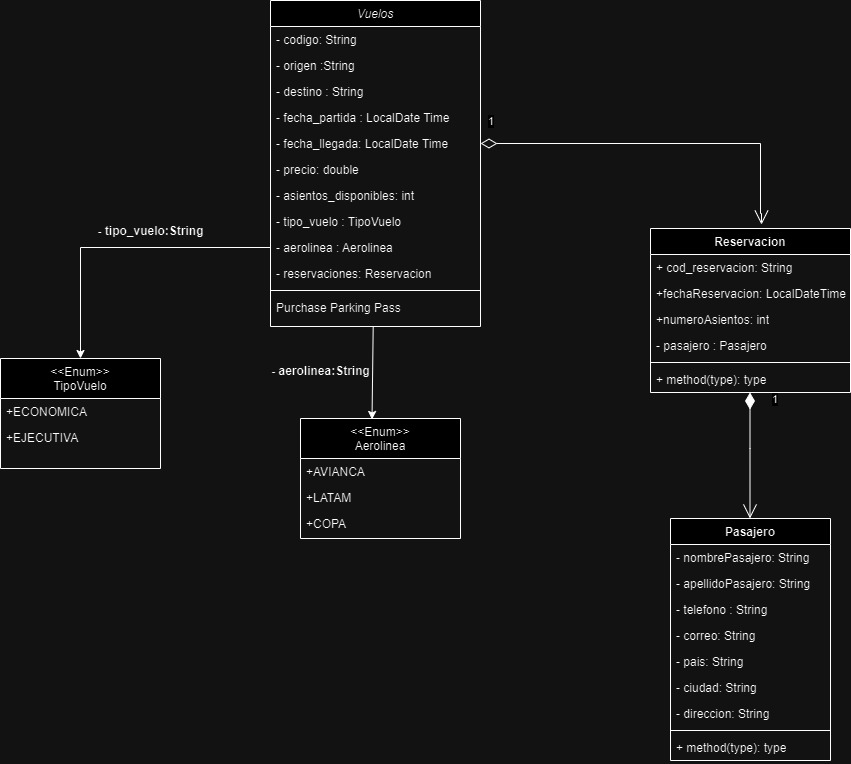 Vuelos
- codigo: String
- origen :String
- destino : String
- fecha_partida : LocalDate Time
- fecha_llegada: LocalDate Time
- precio: double
- asientos_disponibles: int
- tipo_vuelo : TipoVuelo
- aerolinea : Aerolinea
- reservaciones: Reservacion
Purchase Parking Pass
1
- tipo_vuelo:String
- aerolinea:String
<<Enum>>
TipoVuelo
+ECONOMICA
+EJECUTIVA
<<Enum>>
Aerolinea
+AVIANCA
+LATAM
+COPA
Reservacion
+ cod_reservacion: String
+fechaReservacion: LocalDateTime
+numeroAsientos: int
- pasajero : Pasajero
+ method(type): type
1
Pasajero
- nombrePasajero: String
- apellidoPasajero: String
- telefono : String
- correo: String
- pais: String
- ciudad: String
- direccion: String
+ method(type): type